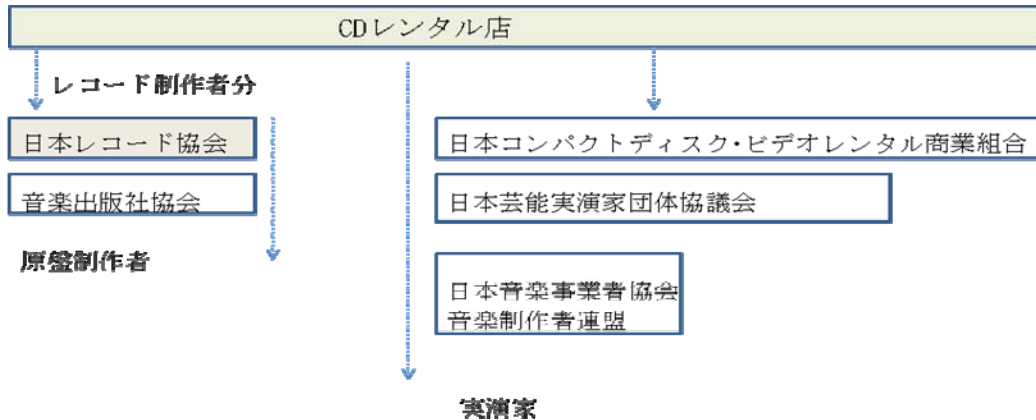 CDレンタル店
レコード制作者分
日本レコード協会
音楽出版社協会
原盤制作者
日本コンパクトディスク・ビデオレンタル商業組合
日本芸能実演家団体協議会
日本音楽事業者協会
音楽制作者連盟
実演家